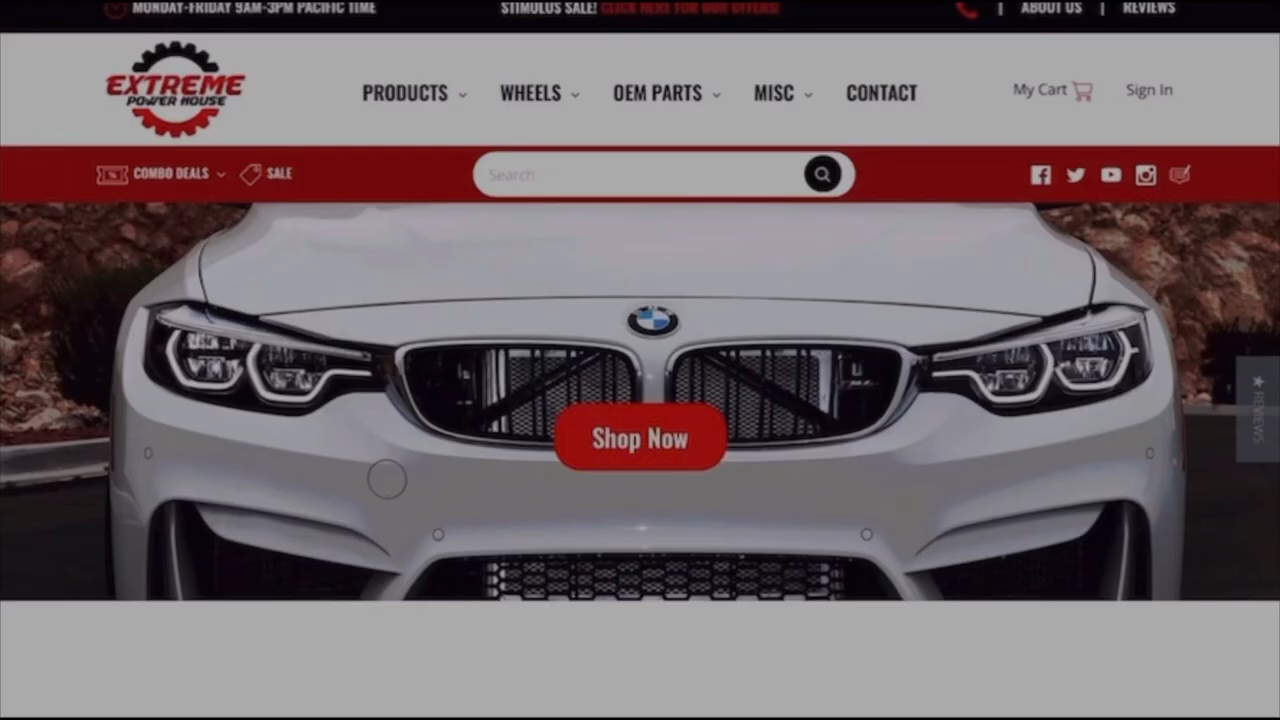 MONDAY-FRIDAY 9AM-3PM PACIFIC TIME
STIMULUS SALE! CLICK HERE FOR OUR OFFERS!
| ABOUT US | REVIEWS
EXTREME
POWER HOUSE
PRODUCTS WHEELS OEM PARTS MISC CONTACT
My Cart Sign In
COMBO DEALS SALE
Search
Shop Now
★ REVIEWS